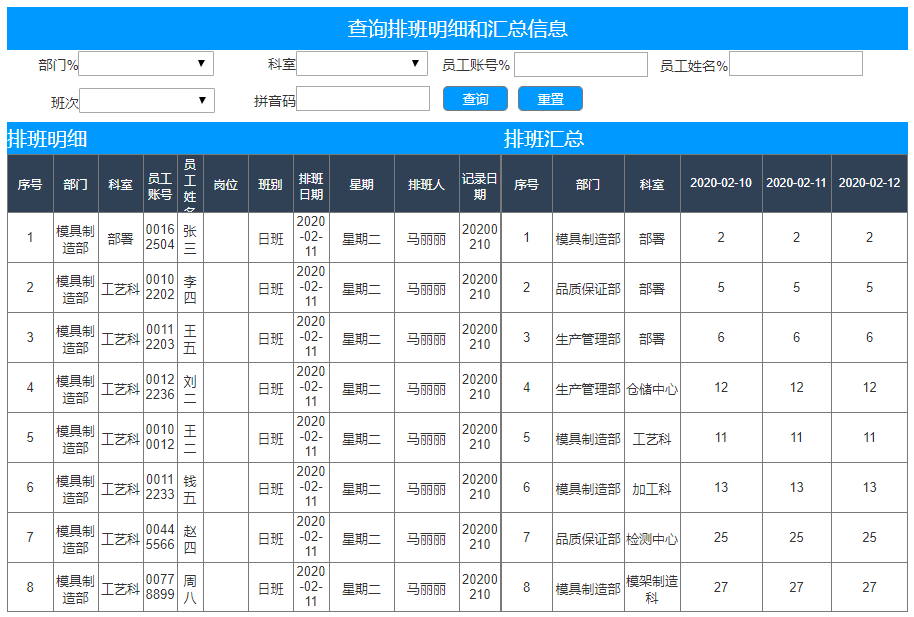 查询排班明细和汇总信息
部门% 科室 员工账号% 员工姓名%
班次 拼音码 查询 重置
排班明细 排班汇总
序号 部门 科室 员工账号 员工姓名 岗位 班别 排班日期 星期 排班人 记录日期 序号 部门 科室 2020-02-10 2020-02-11 2020-02-12
1 模具制造部 部署 00162504 张三 日班 2020-02-11 星期二 马丽丽 20200210 1 模具制造部 部署 2 2 2
2 模具制造部 工艺科 00102202 李四 日班 2020-02-11 星期二 马丽丽 20200210 2 品质保证部 部署 5 5 5
3 模具制造部 工艺科 00112203 王五 日班 2020-02-11 星期二 马丽丽 20200210 3 生产管理部 部署 6 6 6
4 模具制造部 工艺科 00122236 刘二 日班 2020-02-11 星期二 马丽丽 20200210 4 生产管理部 仓储中心 12 12 12
5 模具制造部 工艺科 00100012 王二 日班 2020-02-11 星期二 马丽丽 20200210 5 模具制造部 工艺科 11 11 11
6 模具制造部 工艺科 00112233 钱五 日班 2020-02-11 星期二 马丽丽 20200210 6 模具制造部 加工科 13 13 13
7 模具制造部 工艺科 00445566 赵四 日班 2020-02-11 星期二 马丽丽 20200210 7 品质保证部 检测中心 25 25 25
8 模具制造部 工艺科 00778899 周八 日班 2020-02-11 星期二 马丽丽 20200210 8 模具制造部 模架制造科 27 27 27